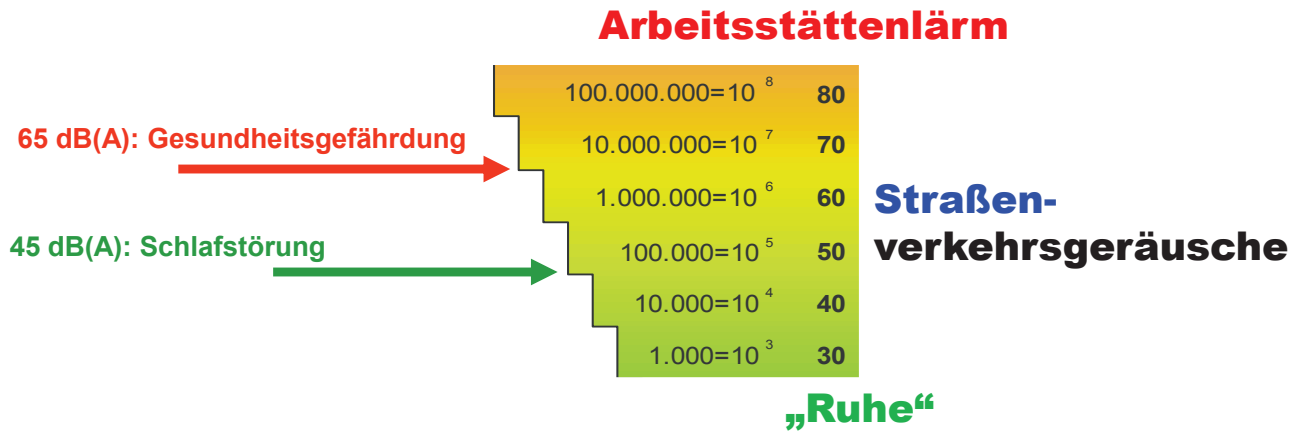 Arbeitsstättenlärm
100.000.000=10 8 80
65 dB(A): Gesundheitsgefährdung
10.000.000=10 7 70
1.000.000=10 6 60
Straßen-
verkehrsgeräusche
45 dB(A): Schlafstörung
100.000=10 5 50
10.000=10 4 40
1.000=10 3 30
„Ruhe“